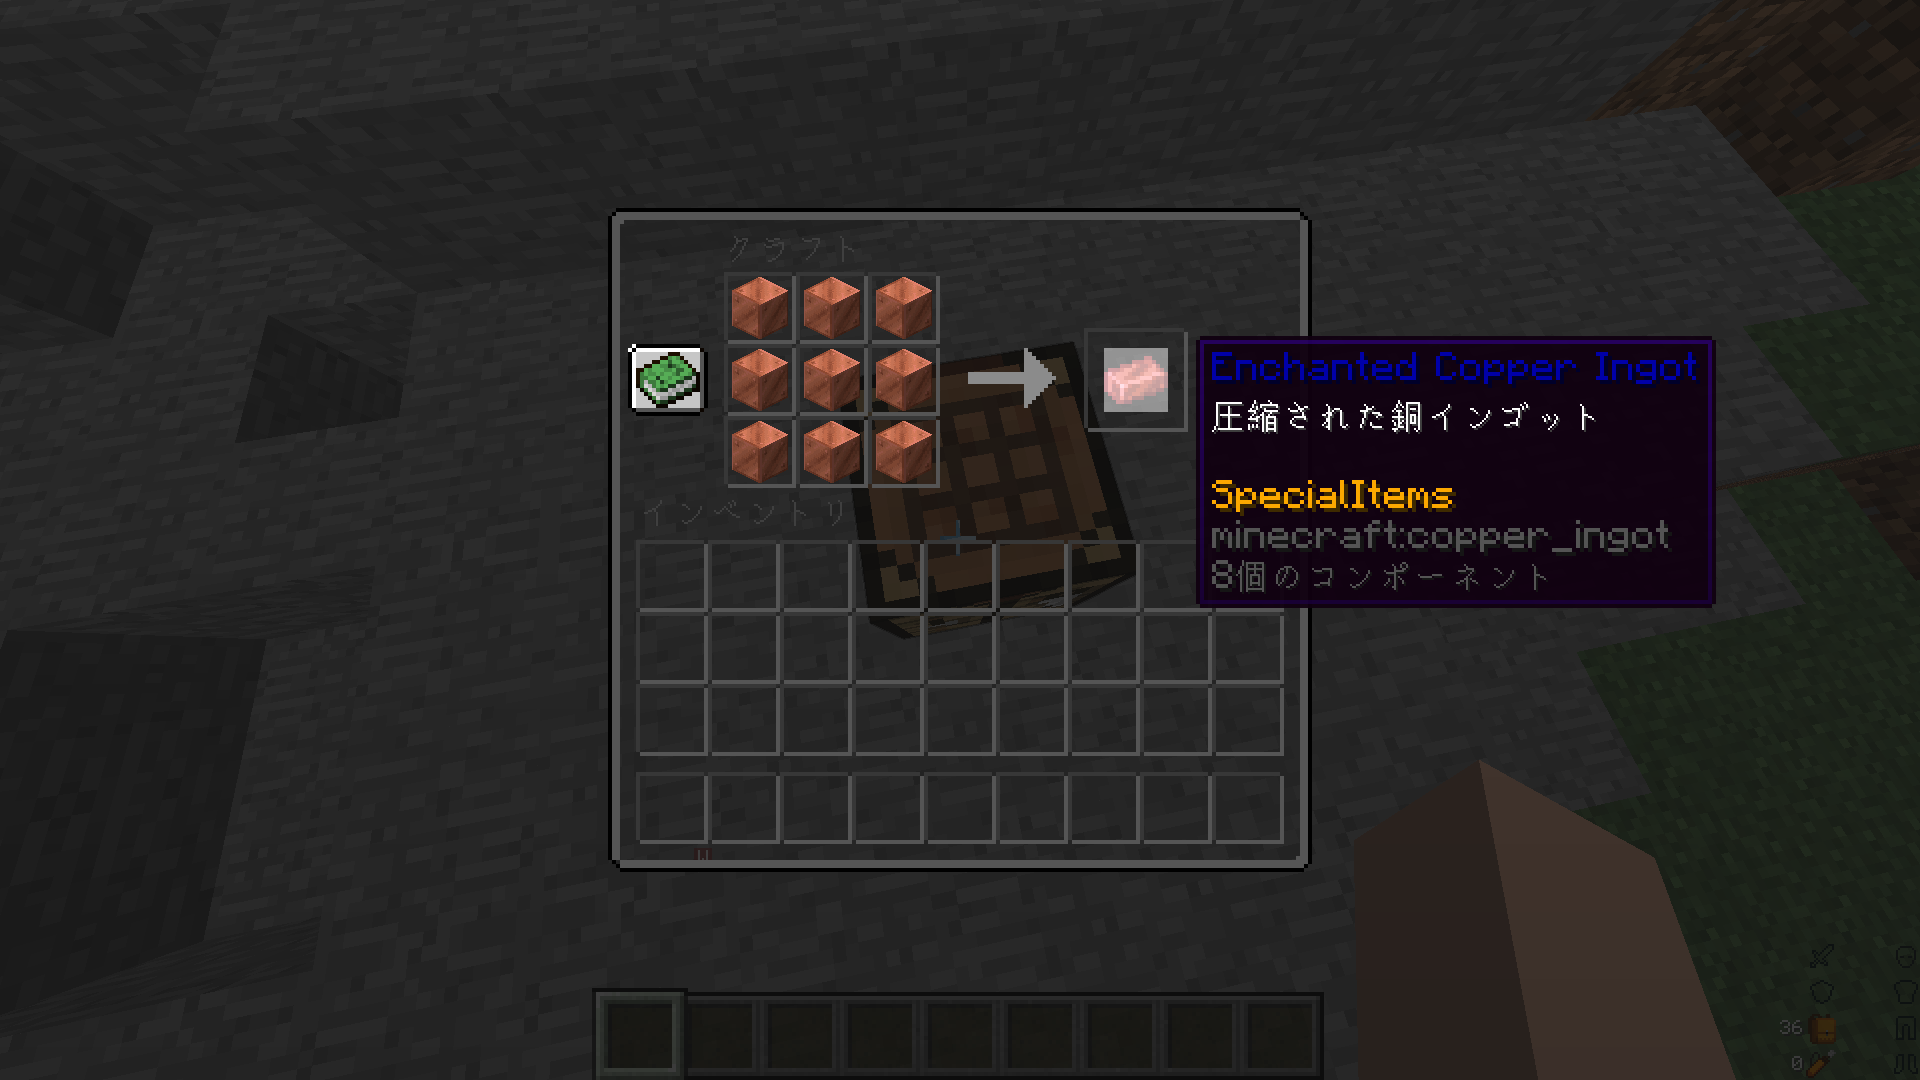 クラフト
Enchanted Copper Ingot
圧縮された銅インゴット
SpecialItems
minecraft:copper_ingot
8個のコンポーネント
インベントリ
36
0